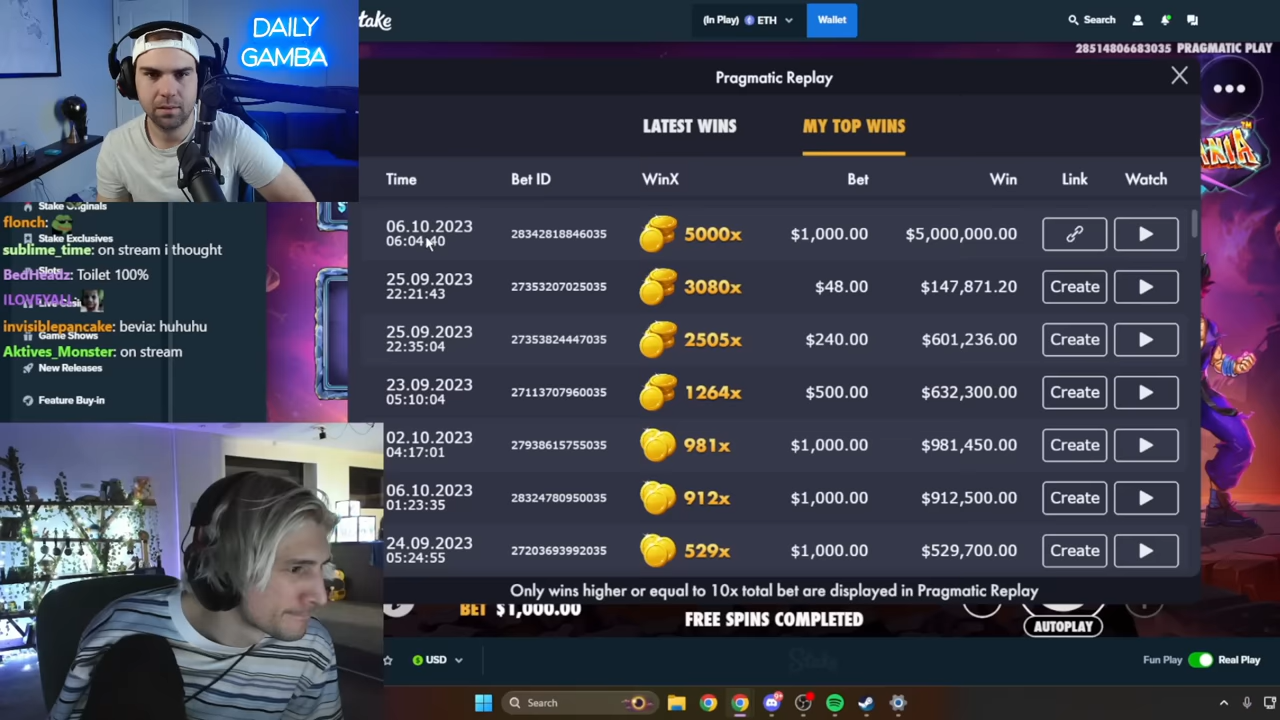 DAILY
GAMBA
take
(In Play) ETH
Wallet
Search
28514806683035 PRAGMATIC PLAY
Pragmatic Replay
LATEST WINS
MY TOP WINS
Time Bet ID WinX Bet Win Link Watch
06.10.2023
06:04:40
28342818846035 5000x $1,000.00 $5,000,000.00
25.09.2023
22:21:43
27353207025035 3080x $48.00 $147,871.20 Create
25.09.2023
22:35:04
27353824447035 2505x $240.00 $601,236.00 Create
23.09.2023
05:10:04
27113707960035 1264x $500.00 $632,300.00 Create
02.10.2023
04:17:01
27938615755035 981x $1,000.00 $981,450.00 Create
06.10.2023
01:23:35
28324780950035 912x $1,000.00 $912,500.00 Create
24.09.2023
05:24:55
27203693992035 529x $1,000.00 $529,700.00 Create
Only wins higher or equal to 10x total bet are displayed in Pragmatic Replay
BET $1,000.00
FREE SPINS COMPLETED
AUTOPLAY
Stake Originals
flonch:
Stake Exclusives
sublime_time: on stream i thought
Slots
BedHeadz: Toilet 100%
ILOVEYALL:
Live Casino
invisiblepancake: bevia: huhuhu
Game Shows
Aktives_Monster: on stream
New Releases
Feature Buy-in
USD
Stake
Fun Play Real Play
Search